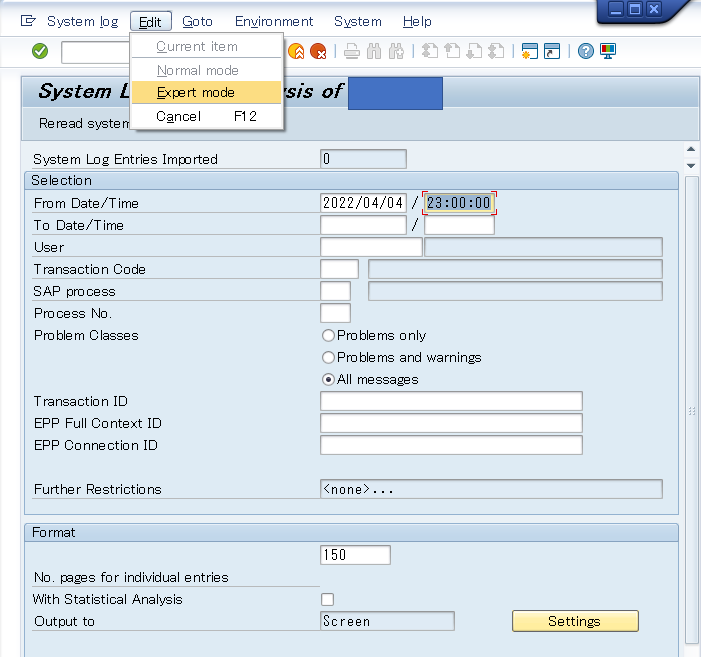 System log Edit Goto Environment System Help
Current item
Normal mode
Expert mode
Cancel F12
System L sis of
Reread system
System Log Entries Imported 0
Selection
From Date/Time 2022/04/04 / 23:00:00
To Date/Time /
User
Transaction Code
SAP process
Process No.
Problem Classes Problems only
Problems and warnings
All messages
Transaction ID
EPP Full Context ID
EPP Connection ID
Further Restrictions <none>...
Format
150
No. pages for individual entries
With Statistical Analysis
Output to Screen Settings